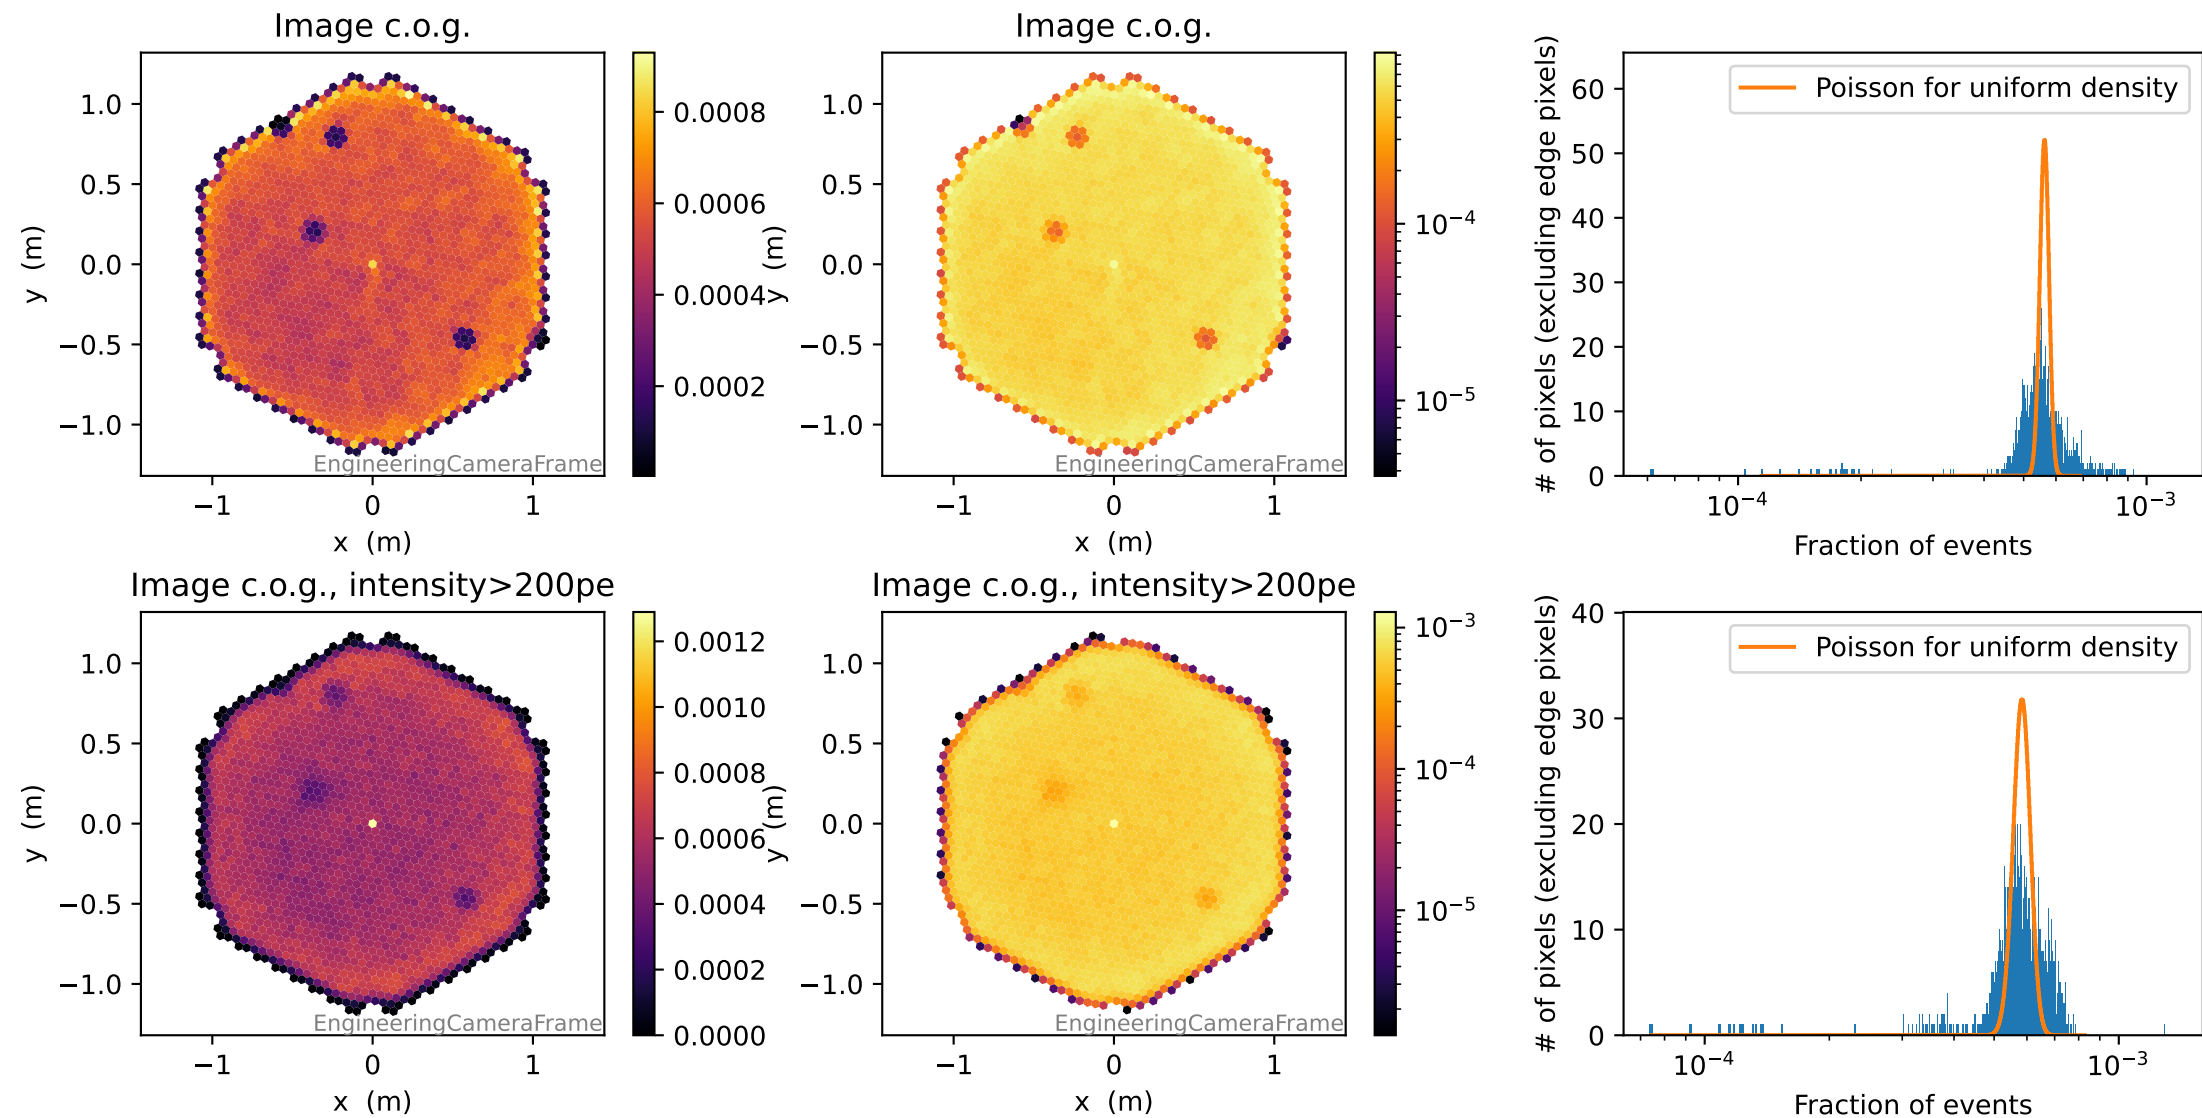 Image c.o.g.
1.0
0.5
0.0
−0.5
−1.0
y (m)
−1
0
1
x (m)
EngineeringCameraFrame
0.0008
0.0006
0.0004
0.0002
Image c.o.g.
1.0
0.5
0.0
−0.5
−1.0
y (m)
−1
0
1
x (m)
EngineeringCameraFrame
10⁻⁴
10⁻⁵
# of pixels (excluding edge pixels)
60
50
40
30
20
10
0
Poisson for uniform density
10⁻⁴
10⁻³
Fraction of events
Image c.o.g., intensity>200pe
1.0
0.5
0.0
−0.5
−1.0
y (m)
−1
0
1
x (m)
EngineeringCameraFrame
0.0012
0.0010
0.0008
0.0006
0.0004
0.0002
0.0000
Image c.o.g., intensity>200pe
1.0
0.5
0.0
−0.5
−1.0
y (m)
−1
0
1
x (m)
EngineeringCameraFrame
10⁻³
10⁻⁴
10⁻⁵
# of pixels (excluding edge pixels)
40
30
20
10
0
Poisson for uniform density
10⁻⁴
10⁻³
Fraction of events